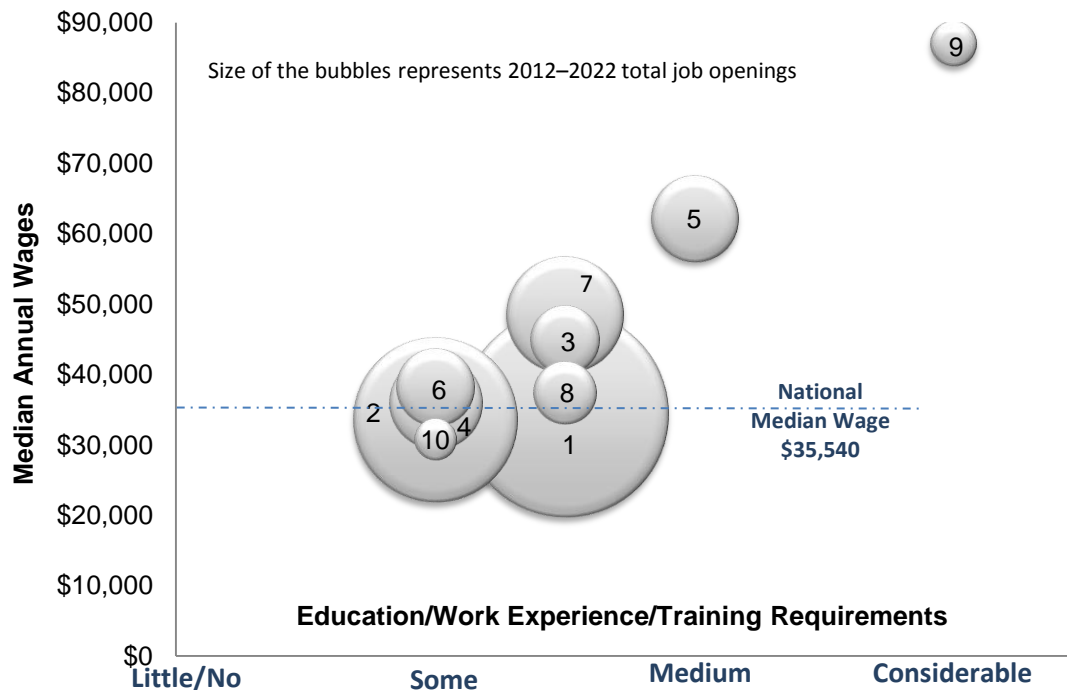 $90,000
9
Size of the bubbles represents 2012–2022 total job openings
$80,000
$70,000
5
$60,000
7
$50,000
3
$40,000
6
8
National
2
4
Median Wage
10
1
$35,540
$30,000
$20,000
$10,000
Education/Work Experience/Training Requirements
$0
Median Annual Wages
Little/No
Some
Medium
Considerable